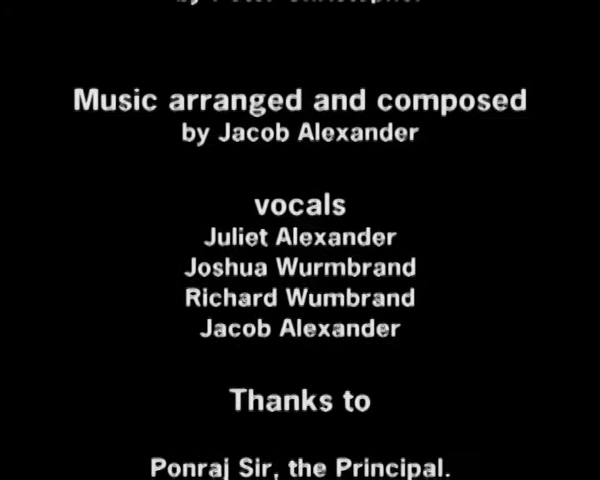 Music arranged and composed
by Jacob Alexander
vocals
Juliet Alexander
Joshua Wurmbrand
Richard Wumbrand
Jacob Alexander
Thanks to
Ponraj Sir, the Principal.